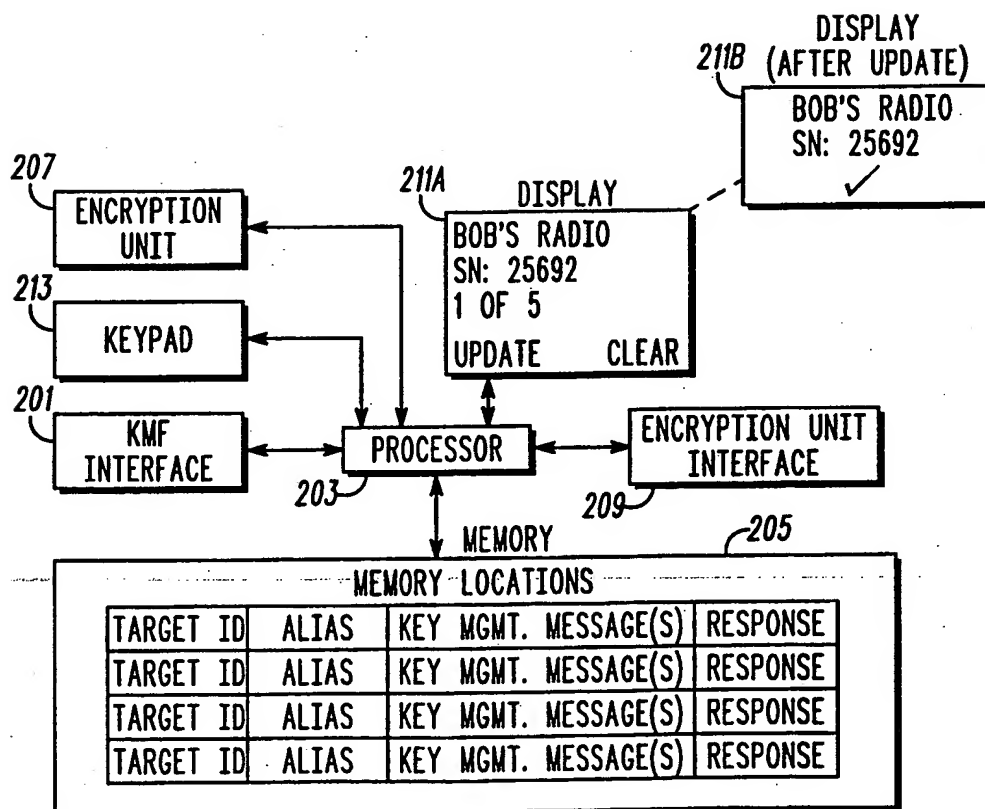 DISPLAY
(AFTER UPDATE)
211B
BOB'S RADIO
SN: 25692
207
ENCRYPTION
UNIT
211A
DISPLAY
BOB'S RADIO
SN: 25692
1 OF 5
UPDATE CLEAR
213
KEYPAD
201
KMF
INTERFACE
PROCESSOR
203
ENCRYPTION UNIT
INTERFACE
209
MEMORY
205
MEMORY LOCATIONS
TARGET ID ALIAS KEY MGMT. MESSAGE(S) RESPONSE
TARGET ID ALIAS KEY MGMT. MESSAGE(S) RESPONSE
TARGET ID ALIAS KEY MGMT. MESSAGE(S) RESPONSE
TARGET ID ALIAS KEY MGMT. MESSAGE(S) RESPONSE